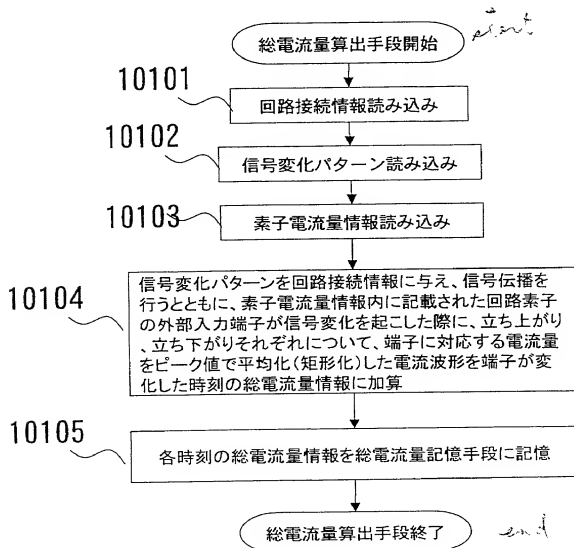 start
総電流量算出手段開始
10101
回路接続情報読み込み
10102
信号変化パターン読み込み
10103
素子電流量情報読み込み
10104
信号変化パターンを回路接続情報に与え、信号伝播を
行うとともに、素子電流量情報内に記載された回路素子
の外部入力端子が信号変化を起こした際に、立ち上がり
、立ち下がりそれぞれについて、端子に対応する電流量
をピーク値で平均化(矩形化)した電流波形を端子が変
化した時刻の総電流量情報に加算
10105
各時刻の総電流量情報を総電流量記憶手段に記憶
総電流量算出手段終了
end